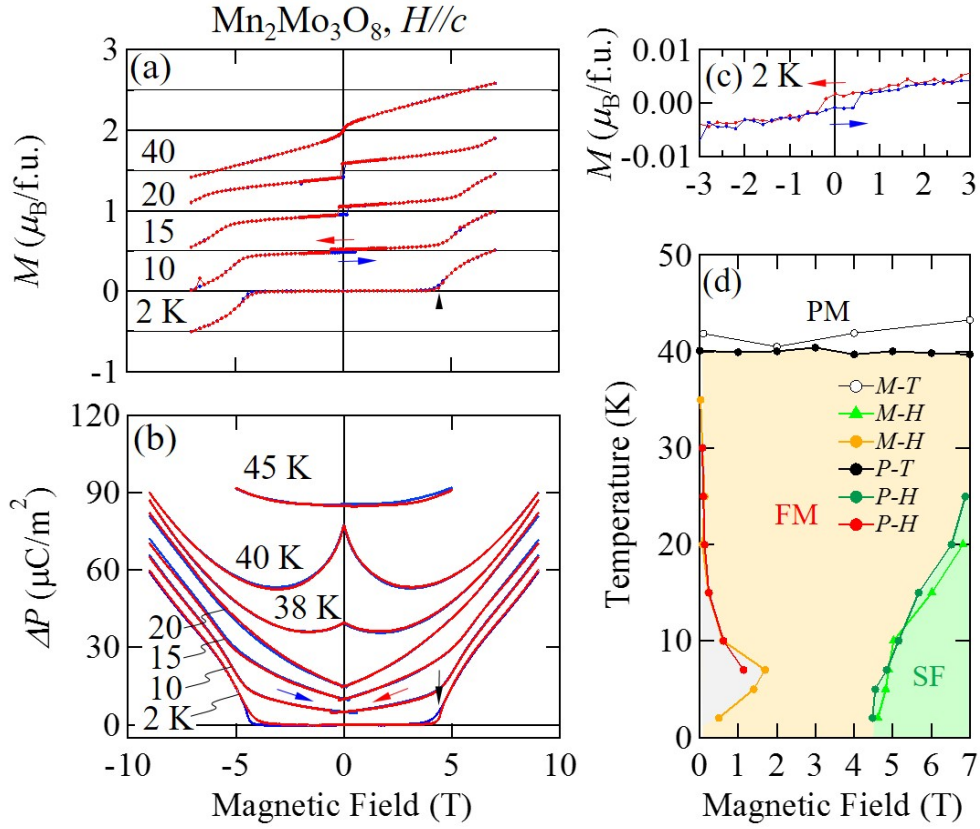 Mn₂Mo₃O₈, H//c
(a)
M (μB/f.u.)
2
1
0
-1
40
20
15
10
2 K
(b)
ΔP (μC/m²)
120
90
60
30
0
45 K
40 K
38 K
20
15
10
2 K
-10 -5 0 5 10
Magnetic Field (T)
(c) 2 K
M (μB/f.u.)
0.01
0.00
-0.01
-3 -2 -1 0 1 2 3
(d)
Temperature (K)
50
40
30
20
10
0
PM
M-T
M-H
M-H
P-T
P-H
P-H
FM
SF
0 1 2 3 4 5 6 7
Magnetic Field (T)